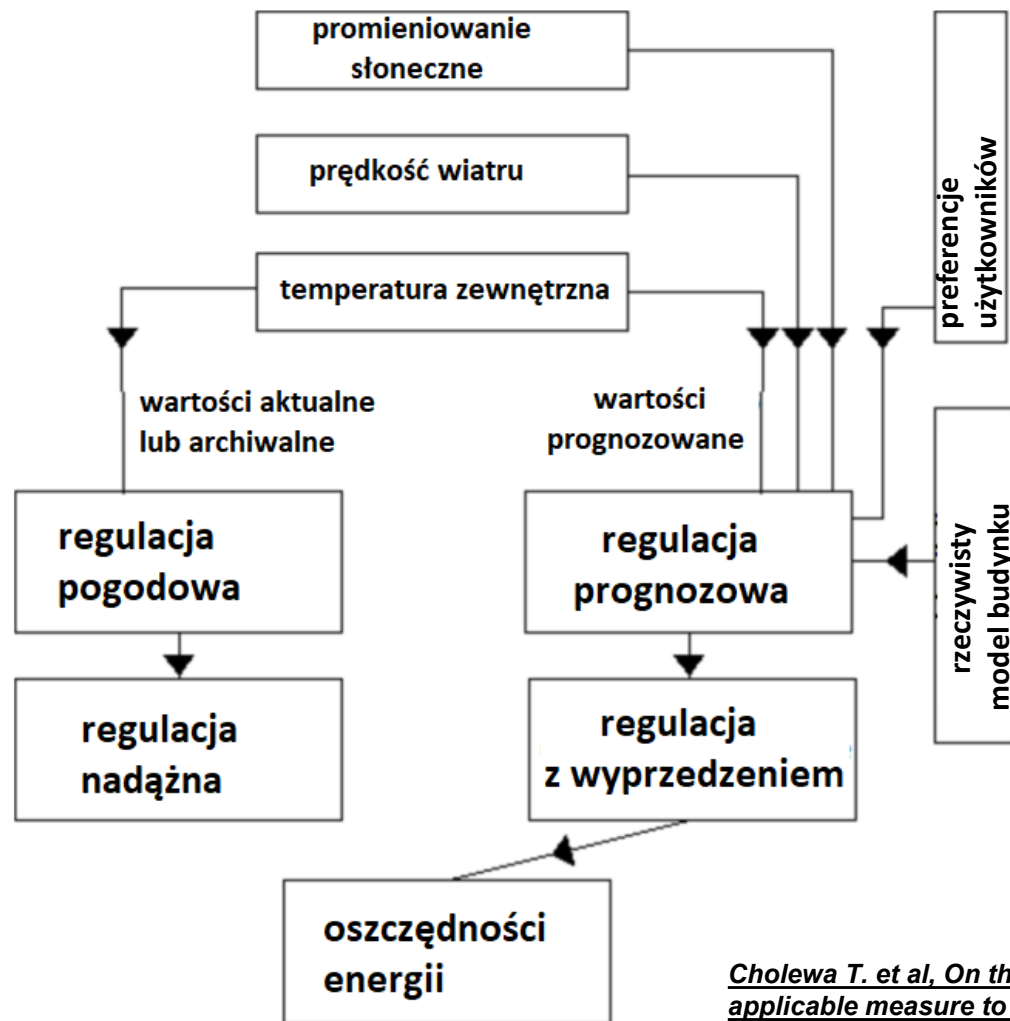 promieniowanie
słoneczne
prędkość wiatru
temperatura zewnętrzna
preferencje
użytkowników
wartości aktualne
lub archiwalne
wartości
prognozowane
regulacja
pogodowa
regulacja
prognozowa
rzeczywisty
model budynku
regulacja
nadążna
regulacja
z wyprzedzeniem
oszczędności
energii
Cholewa T. et al, On th
applicable measure to